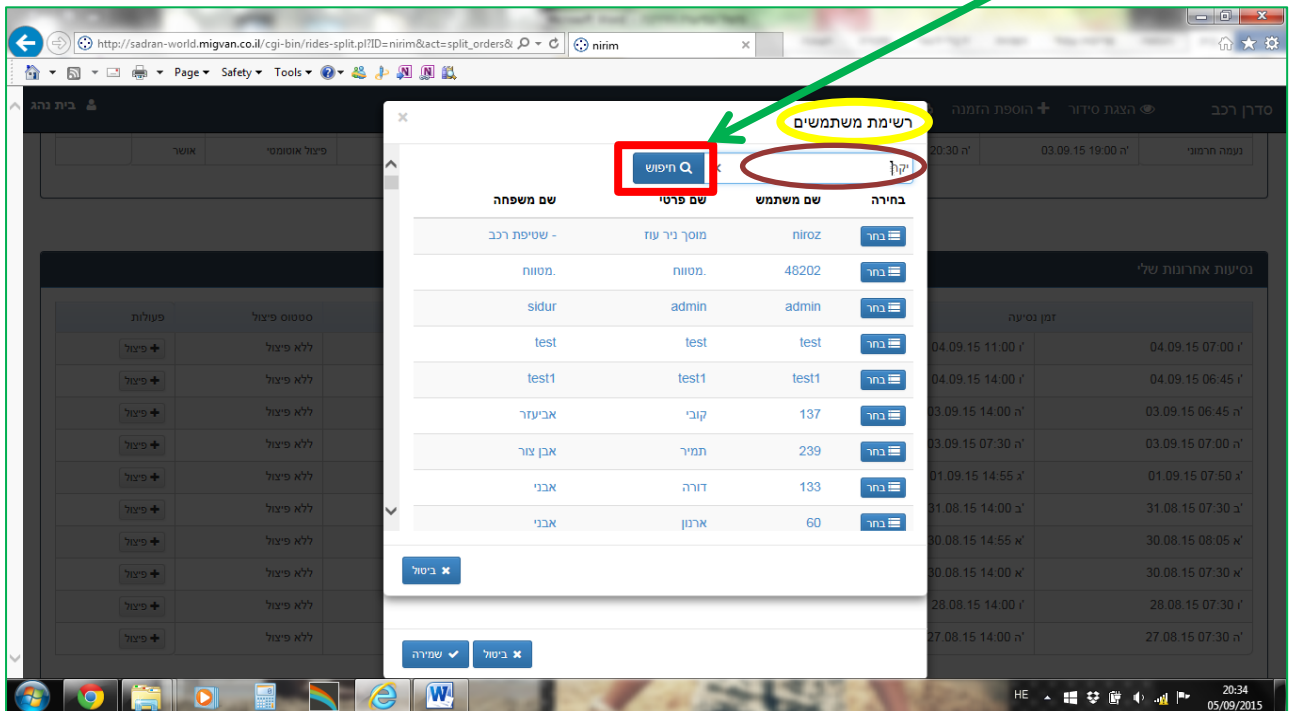 http://sadran-world.migvan.co.il/cgi-bin/rides-split.pl?ID=nirim&act=split_orders&
nirim
Page Safety Tools
סדרן רכב הצגת סידור הוספת הזמנה בית נהג
נעמה חרמוני ה' 03.09.15 19:00 ה' 20:30 פיצול אוטומטי אושר
רשימת משתמשים
יקר חיפוש
בחירה שם משתמש שם פרטי שם משפחה
בחר niroz מוסך ניר עוז - שטיפת רכב
בחר 48202 .מטווח .מטווח
בחר admin admin sidur
בחר test test test
בחר test1 test1 test1
בחר 137 קובי אביעזר
בחר 239 תמיר אבן צור
בחר 133 דורה אבני
בחר 60 ארנון אבני
ביטול
ביטול שמירה
נסיעות אחרונות שלי
זמן נסיעה סטטוס פיצול פעולות
ו' 04.09.15 07:00 ו' 04.09.15 11:00 ללא פיצול פיצול
ו' 04.09.15 06:45 ו' 04.09.15 14:00 ללא פיצול פיצול
ה' 03.09.15 06:45 ה' 03.09.15 14:00 ללא פיצול פיצול
ה' 03.09.15 07:00 ה' 03.09.15 07:30 ללא פיצול פיצול
ג' 01.09.15 07:50 ג' 01.09.15 14:55 ללא פיצול פיצול
ב' 31.08.15 07:30 ב' 31.08.15 14:00 ללא פיצול פיצול
א' 30.08.15 08:05 א' 30.08.15 14:55 ללא פיצול פיצול
א' 30.08.15 07:30 א' 30.08.15 14:00 ללא פיצול פיצול
ו' 28.08.15 07:30 ו' 28.08.15 14:00 ללא פיצול פיצול
ה' 27.08.15 07:30 ה' 27.08.15 14:00 ללא פיצול פיצול
HE 20:34
05/09/2015